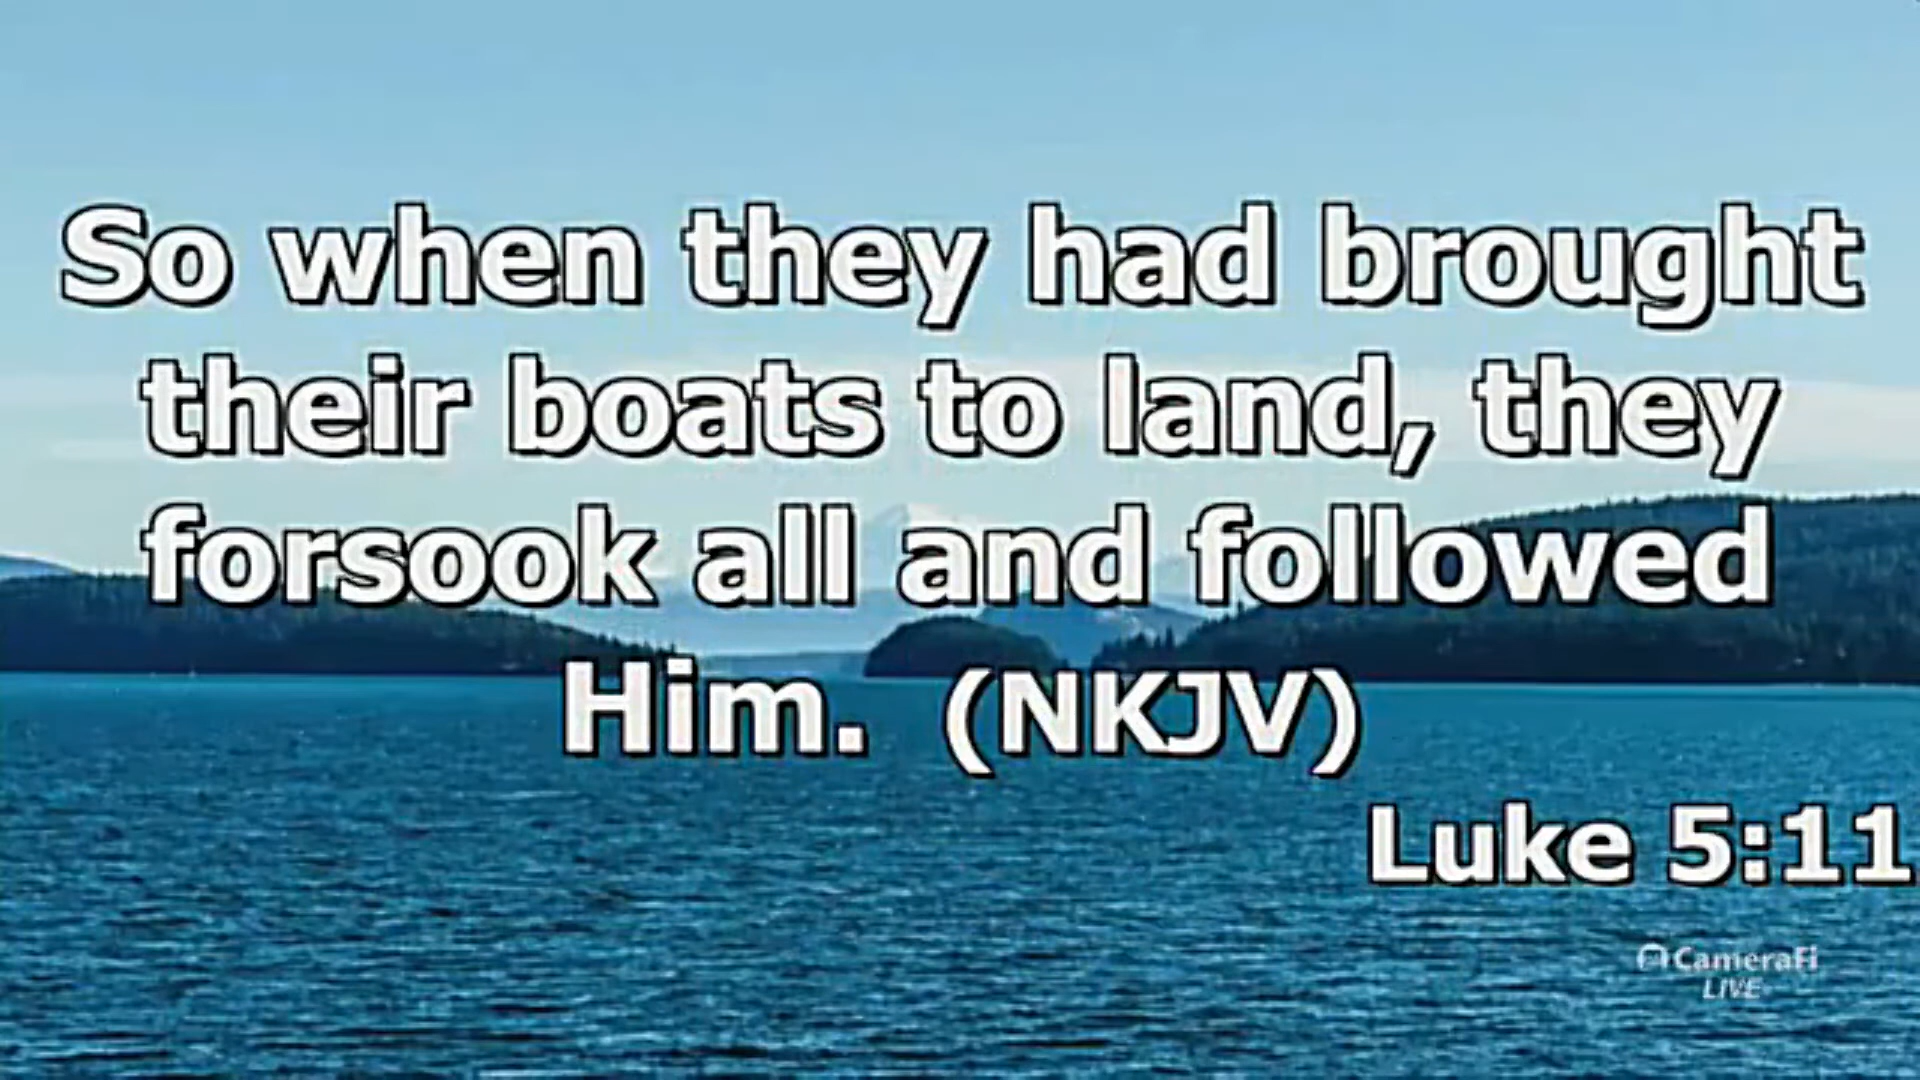 So when they had brought
their boats to land, they
forsook all and followed
Him. (NKJV)
Luke 5:11
CameraFi
LIVE